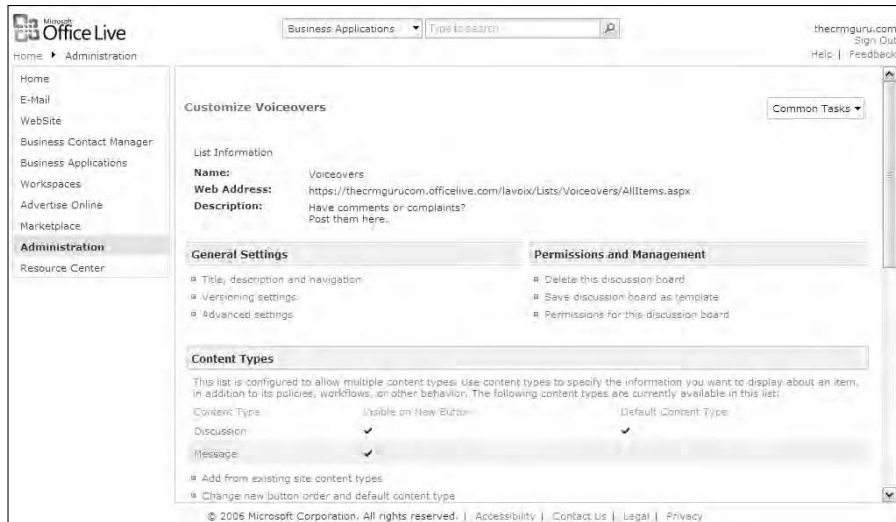 Microsoft
Office Live
Business Applications
Type to search
thecrmguru.com
Sign Out
Home ▸ Administration
Help | Feedback
Home
E-Mail
WebSite
Business Contact Manager
Business Applications
Workspaces
Advertise Online
Marketplace
Administration
Resource Center
Customize Voiceovers
Common Tasks
List Information
Name: Voiceovers
Web Address: https://thecrmgurucom.officelive.com/lavoix/Lists/Voiceovers/AllItems.aspx
Description: Have comments or complaints?
Post them here.
General Settings
Title, description and navigation
Versioning settings
Advanced settings
Permissions and Management
Delete this discussion board
Save discussion board as template
Permissions for this discussion board
Content Types
This list is configured to allow multiple content types. Use content types to specify the information you want to display about an item,
in addition to its policies, workflows, or other behavior. The following content types are currently available in this list:
Content Type Visible on New Button Default Content Type
Discussion ✔ ✔
Message ✔
Add from existing site content types
Change new button order and default content type
© 2006 Microsoft Corporation. All rights reserved. | Accessibility | Contact Us | Legal | Privacy